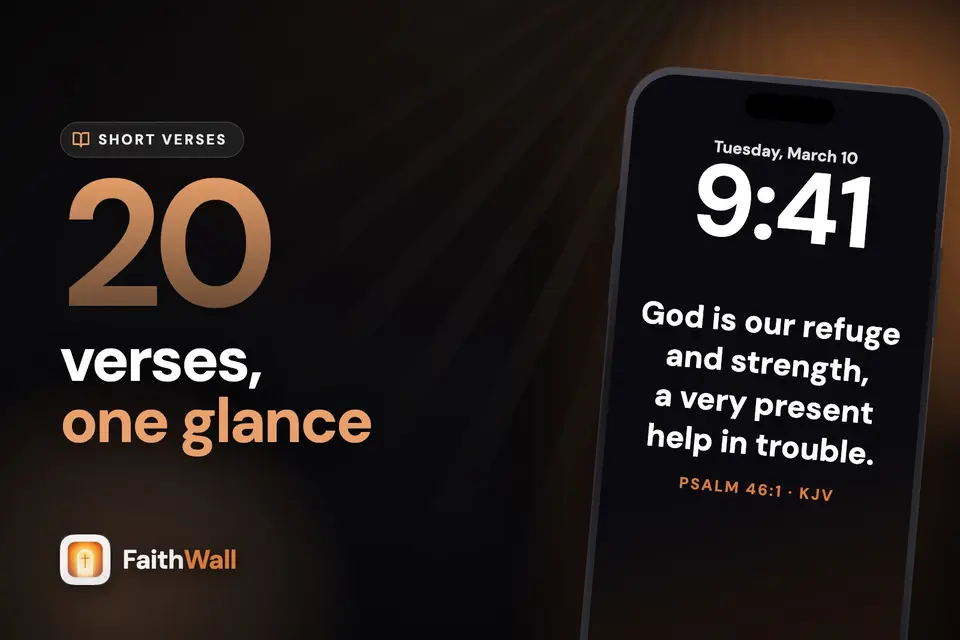 SHORT VERSES
20
verses,
one glance
FaithWall
Tuesday, March 10
9:41
God is our refuge
and strength,
a very present
help in trouble.
PSALM 46:1 · KJV